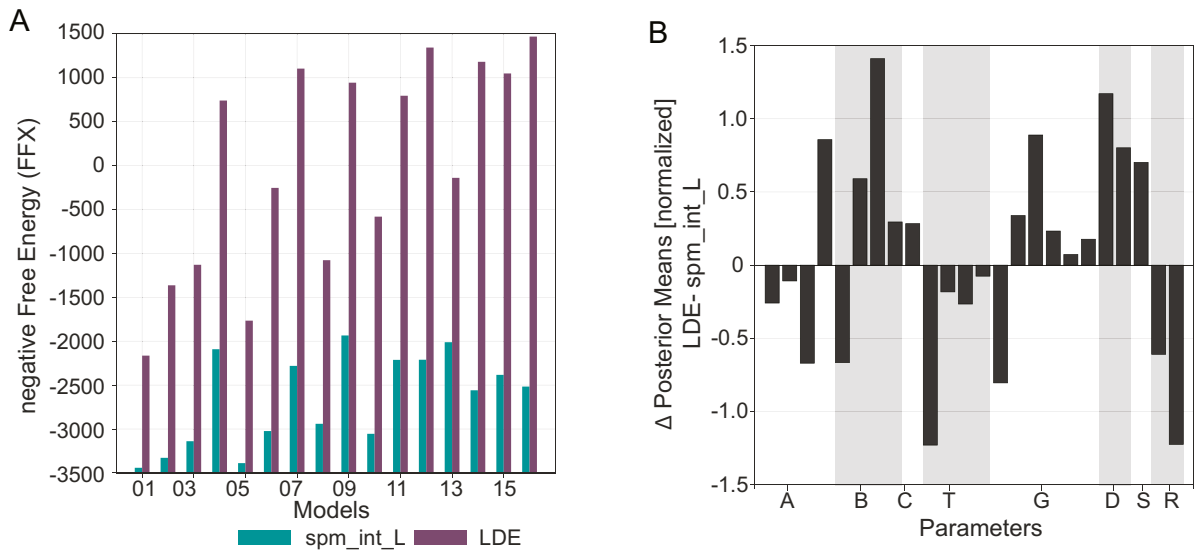 A
negative Free Energy (FFX)
1500
1000
500
0
-500
-1000
-1500
-2000
-2500
-3000
-3500
01 03 05 07 09 11 13 15
Models
spm_int_L LDE
B
Δ Posterior Means [normalized]
LDE- spm_int_L
1.5
1.0
0.5
0
-0.5
-1.0
-1.5
A B C T G D S R
Parameters